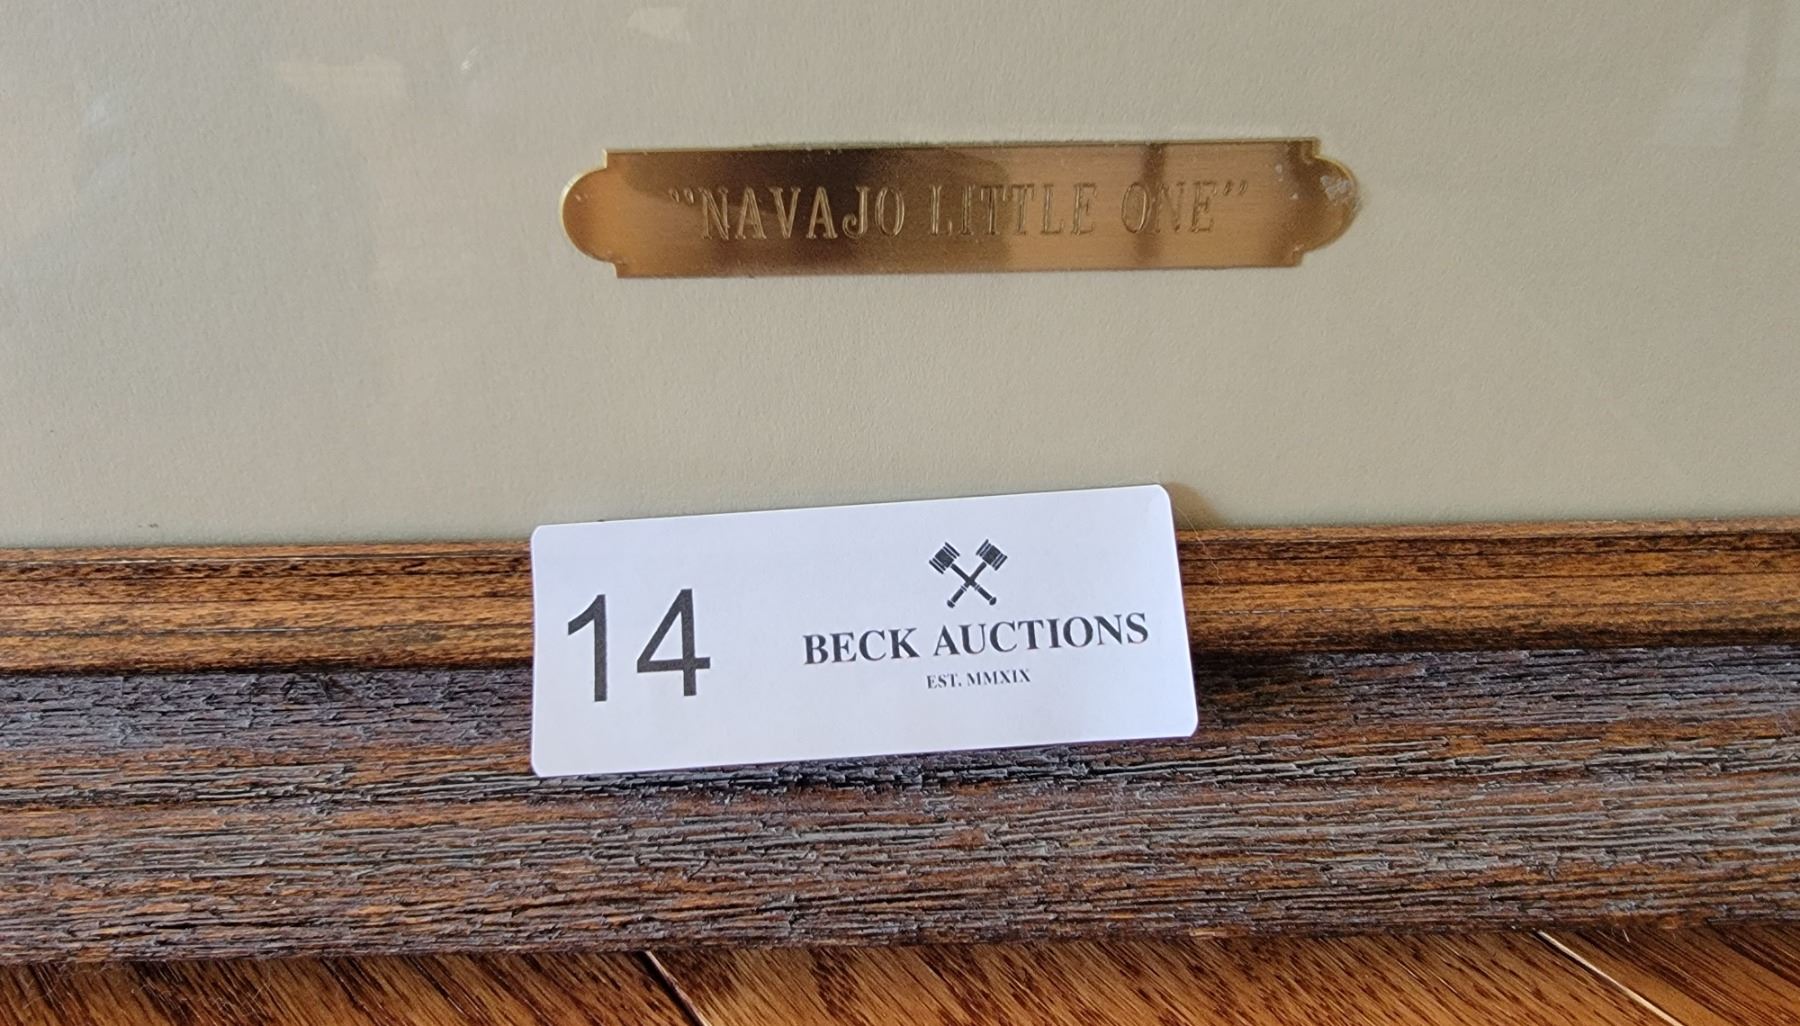 "NAVAJO LITTLE ONE"
14
BECK AUCTIONS
EST. MMXIX